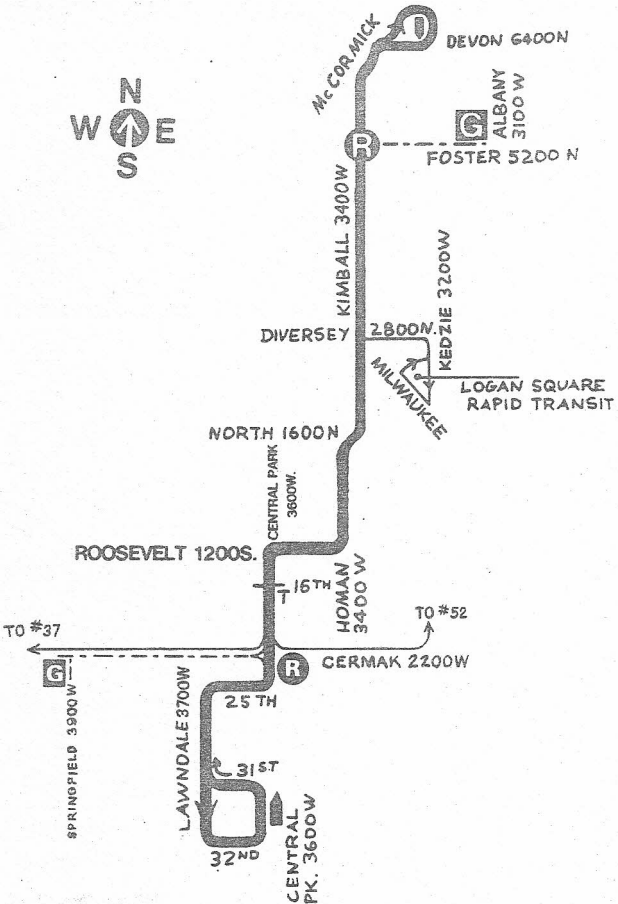 McCORMICK
DEVON 6400N
N
W E
S
G
ALBANY
3100W
R
FOSTER 5200 N
KIMBALL 3400W
KEDZIE 3200W
DIVERSEY 2800N.
MILWAUKEE
LOGAN SQUARE
RAPID TRANSIT
NORTH 1600N
CENTRAL PARK
3600W.
ROOSEVELT 1200S.
16TH
T
HOMAN
3400 W
TO #37
TO #52
G
R
CERMAK 2200W
SPRINGFIELD 3900W
LAWNDALE 3700W
25TH
31ST
32ND
CENTRAL
PK. 3600W